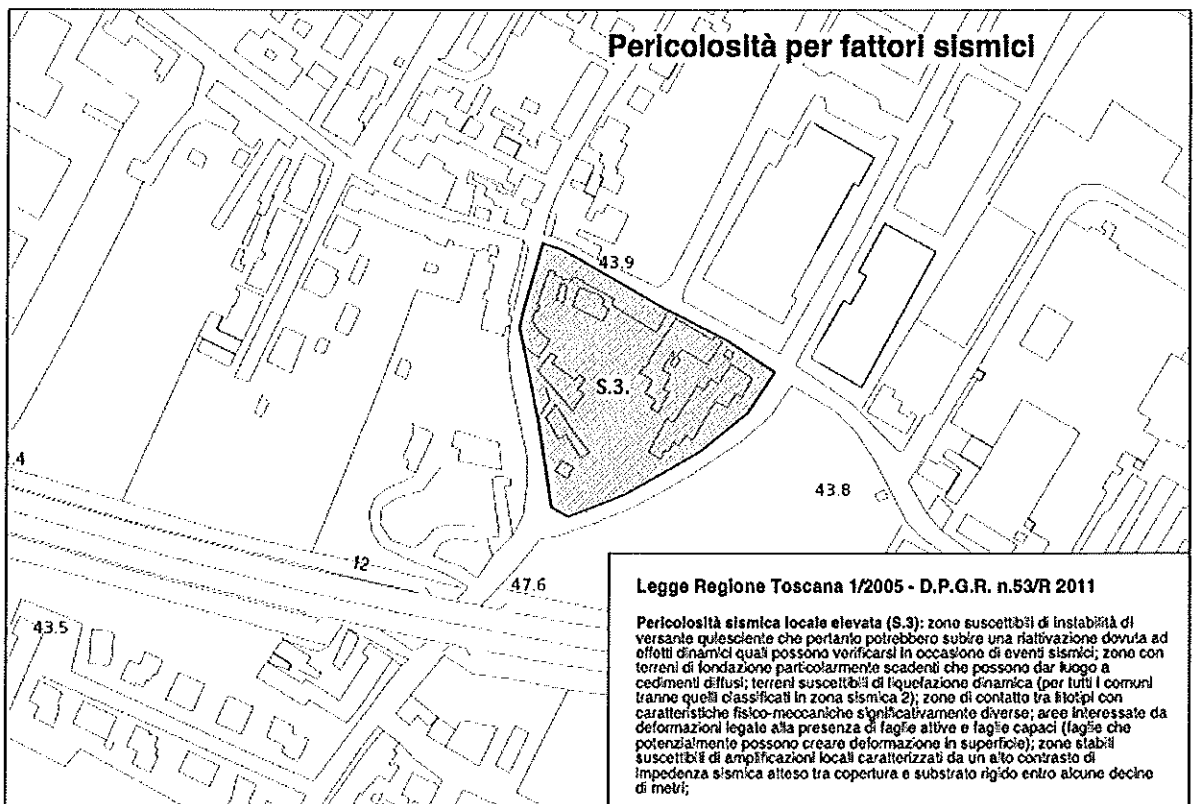 Pericolosità per fattori sismici
43.9
S.3.
.4
43.8
12
47.6
43.5
Legge Regione Toscana 1/2005 - D.P.G.R. n.53/R 2011
Pericolosità sismica locale elevata (S.3): zone suscettibili di instabilità di
versante quiescente che pertanto potrebbero subire una riattivazione dovuta ad
effetti dinamici quali possono verificarsi in occasione di eventi sismici; zone con
terreni di fondazione particolarmente scadenti che possono dar luogo a
cedimenti diffusi; terreni suscettibili di liquefazione dinamica (per tutti i comuni
tranne quelli classificati in zona sismica 2); zone di contatto tra litotipi con
caratteristiche fisico-meccaniche significativamente diverse; aree interessate da
deformazioni legate alla presenza di faglie attive e faglie capaci (faglie che
potenzialmente possono creare deformazione in superficie); zone stabili
suscettibili di amplificazioni locali caratterizzati da un alto contrasto di
impedenza sismica atteso tra copertura e substrato rigido entro alcune decine
di metri;